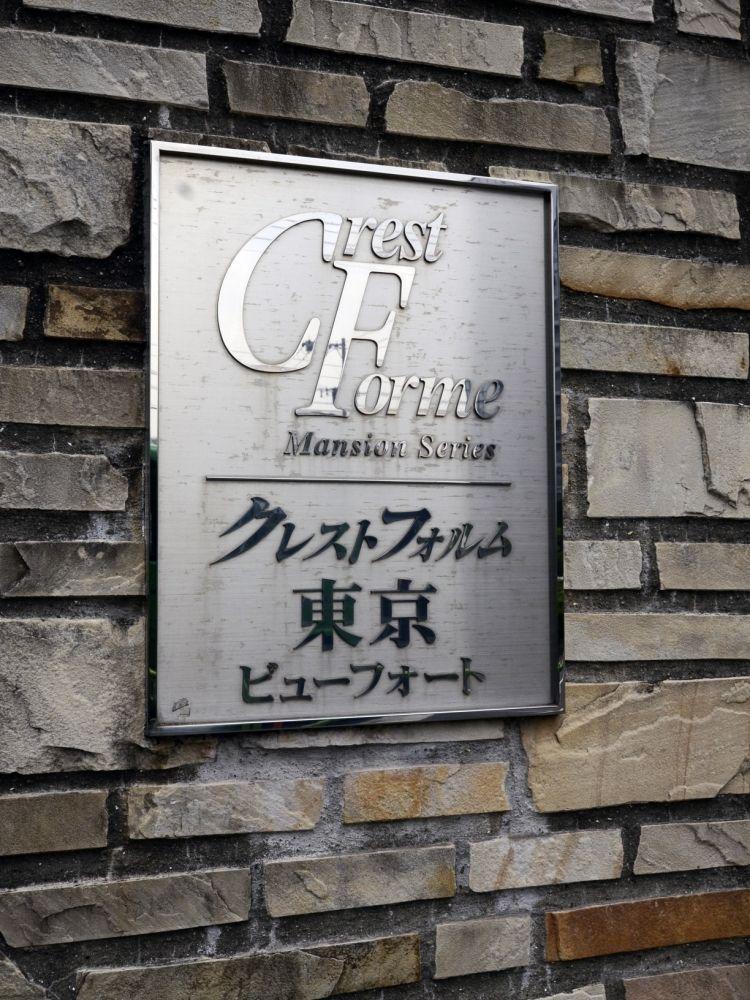 Crest
Forme
Mansion Series
クレストフォルム
東京
ビューフォート